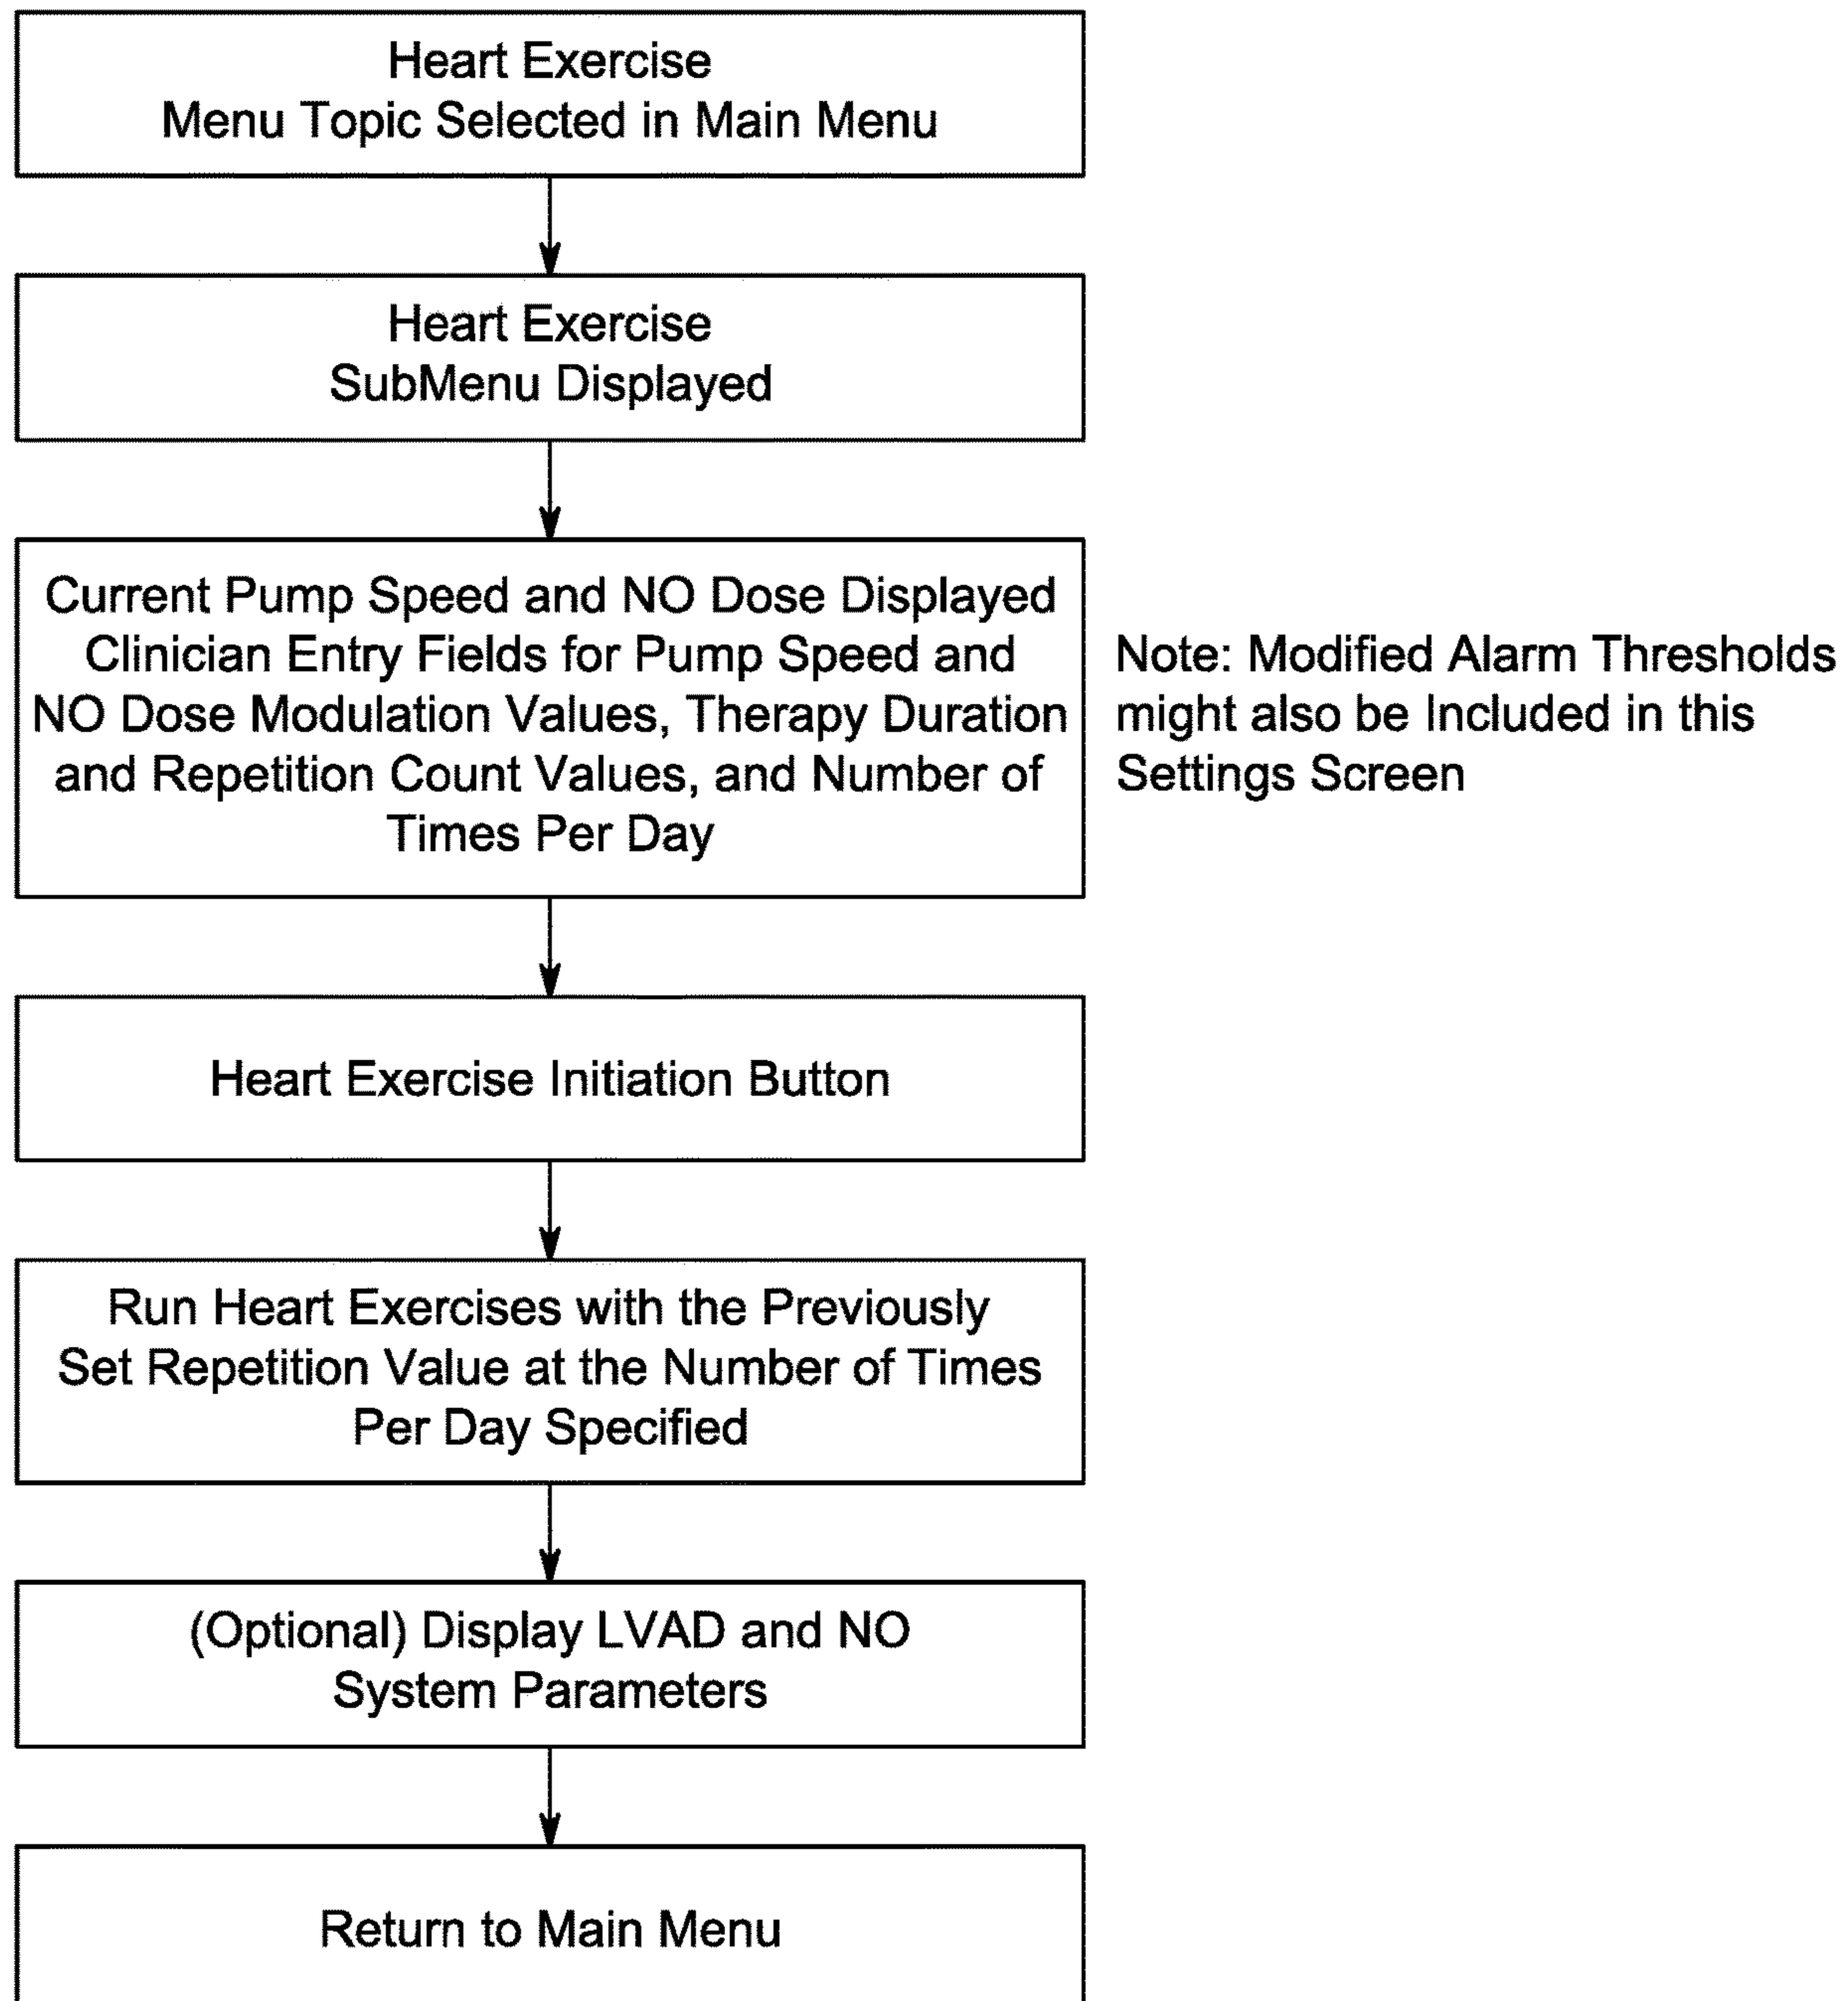 Heart Exercise
Menu Topic Selected in Main Menu
Heart Exercise
SubMenu Displayed
Current Pump Speed and NO Dose Displayed
Clinician Entry Fields for Pump Speed and
NO Dose Modulation Values, Therapy Duration
and Repetition Count Values, and Number of
Times Per Day
Note: Modified Alarm Thresholds
might also be Included in this
Settings Screen
Heart Exercise Initiation Button
Run Heart Exercises with the Previously
Set Repetition Value at the Number of Times
Per Day Specified
(Optional) Display LVAD and NO
System Parameters
Return to Main Menu